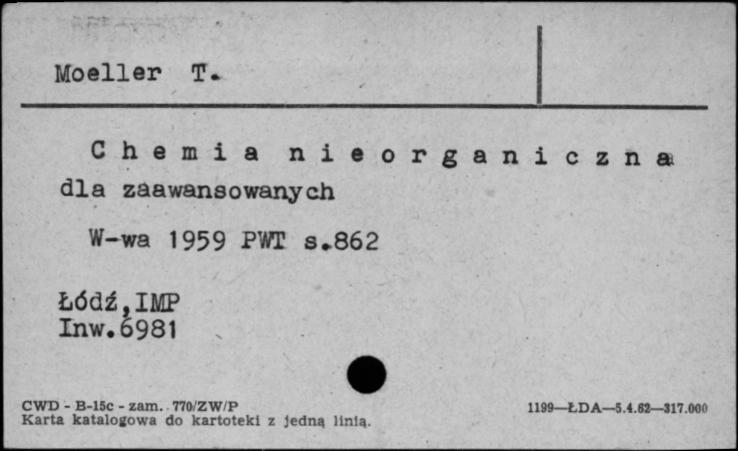 Moeller T.
Chemia nieorganiczna
dla zaawansowanych
W-wa 1959 PWT s.862
Łódź,IMP
Inw.6981
CWD - B-15c - zam. 770/ZW/P
1199—ŁDA—5.4.62—317.000
Karta katalogowa do kartoteki z jedną linią.